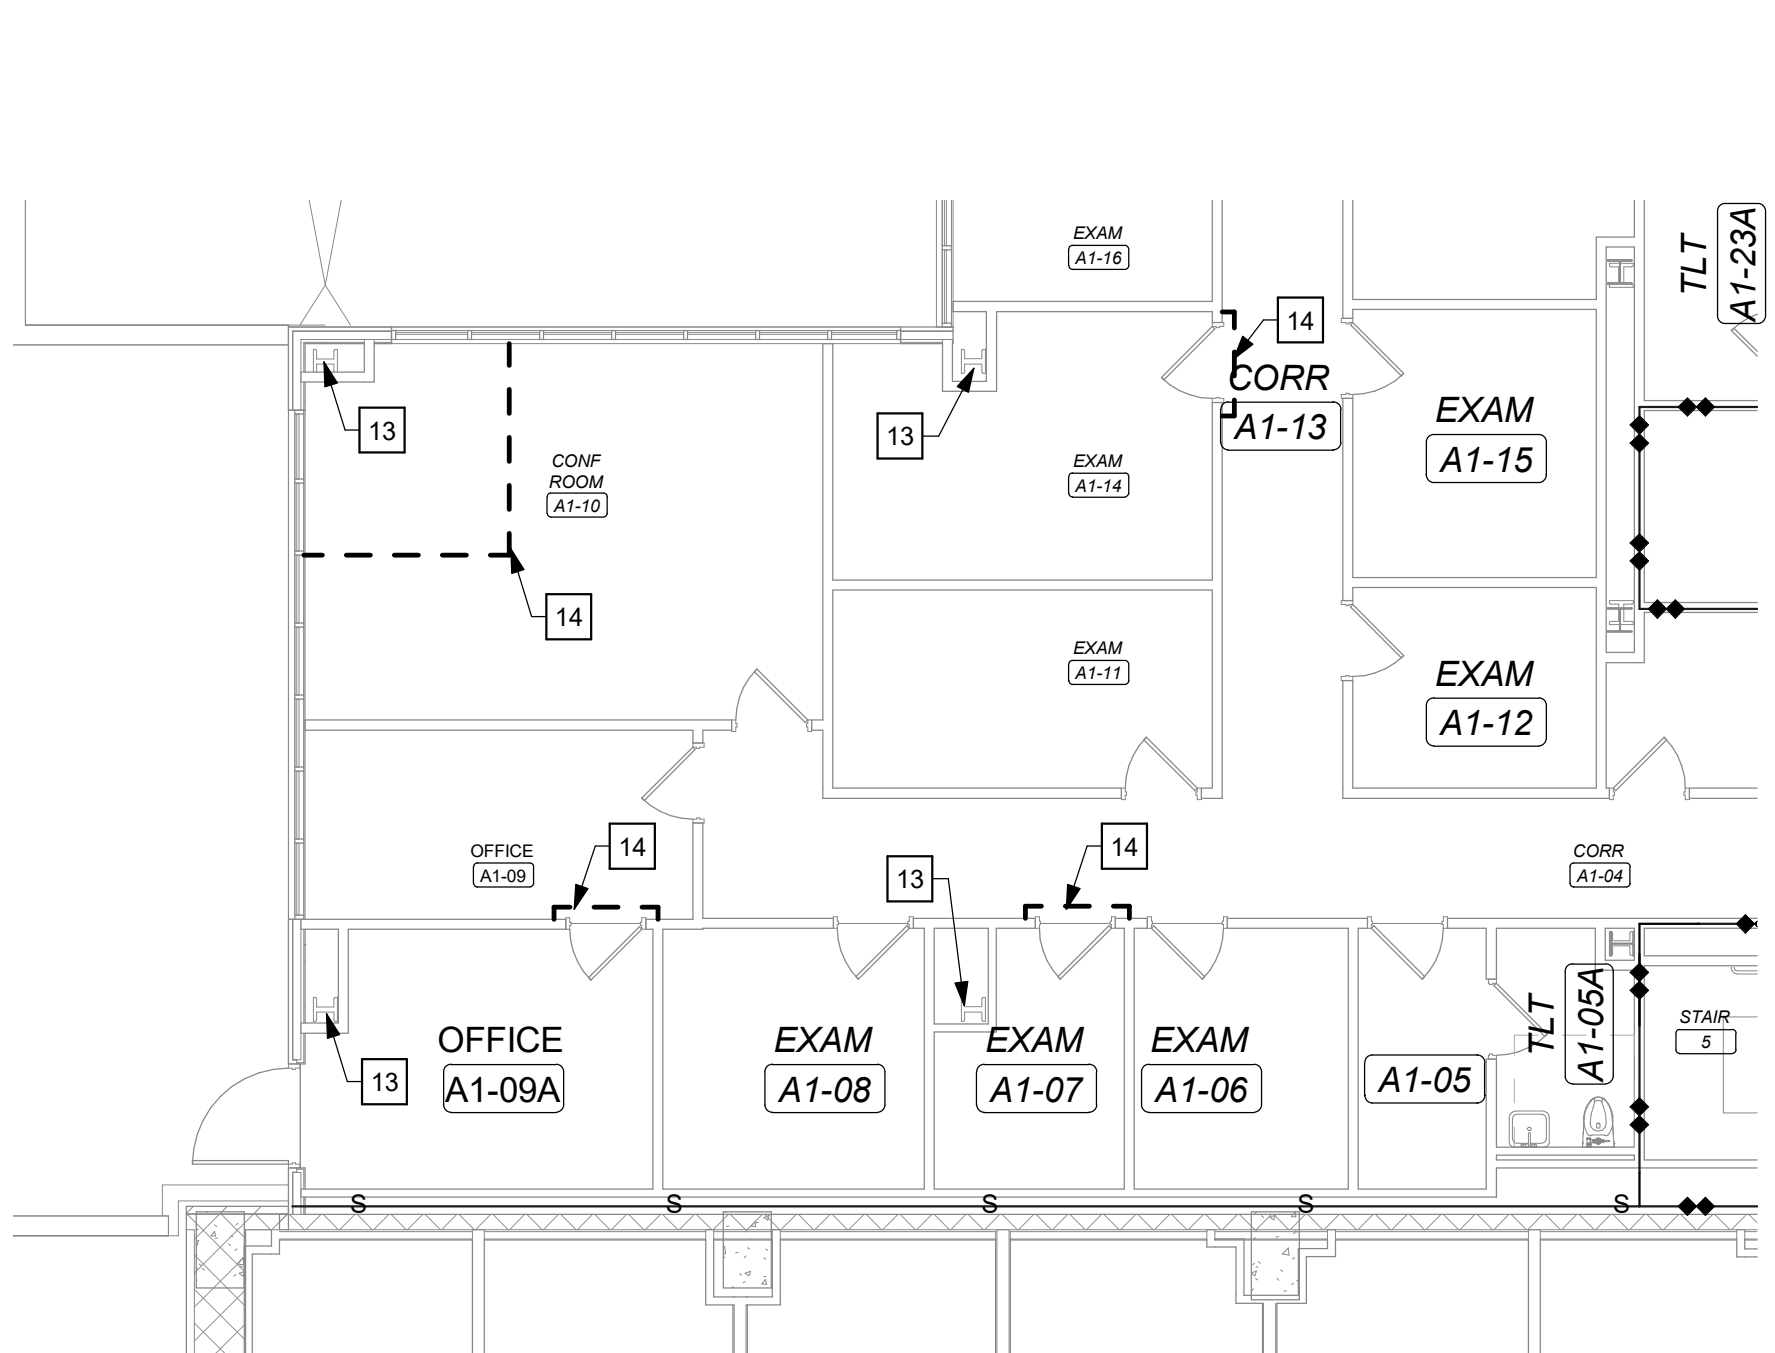 EXAM
A1-16
TLT
A1-23A
14
CORR
A1-13
13
13
EXAM
A1-15
CONF
ROOM
A1-10
EXAM
A1-14
14
EXAM
A1-11
EXAM
A1-12
OFFICE
A1-09
14
13
14
CORR
A1-04
OFFICE
A1-09A
13
EXAM
A1-08
EXAM
A1-07
EXAM
A1-06
A1-05
TLT
A1-05A
STAIR
5
S
S
S
S
S